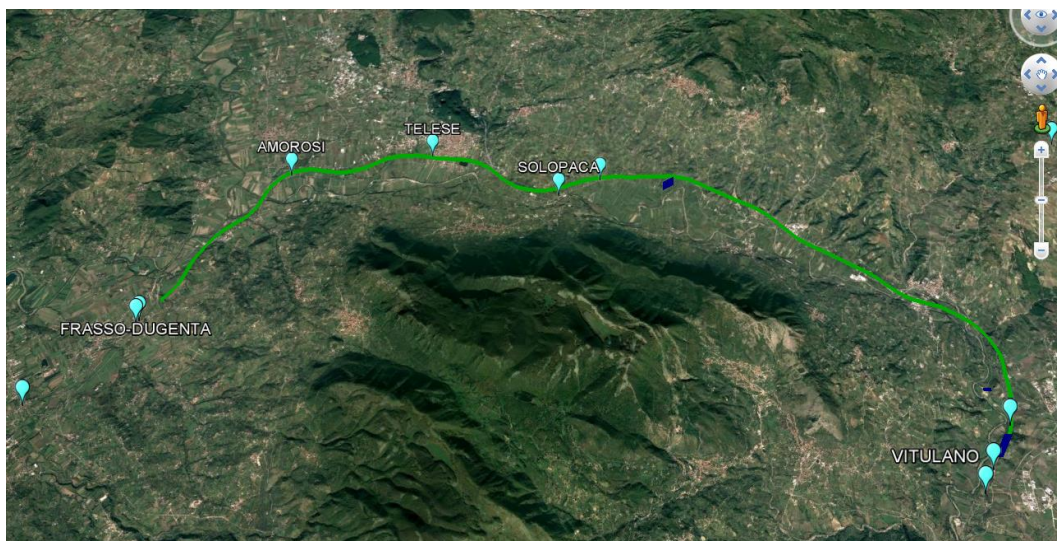 TELESE
AMOROSI
SOLOPACA
FRASSO-DUGENTA
VITULANO